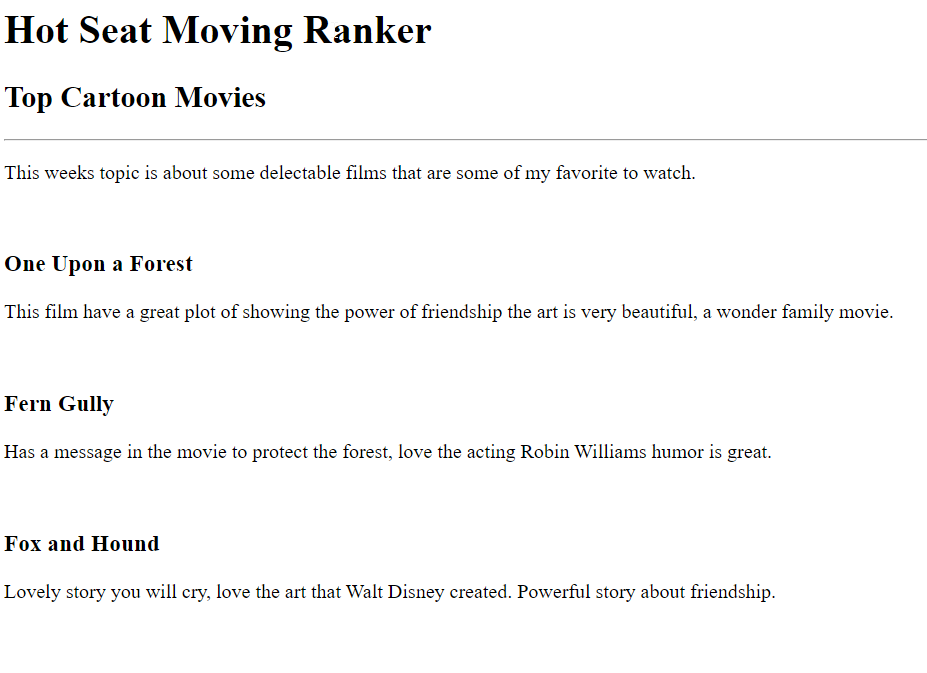 Hot Seat Moving Ranker
Top Cartoon Movies
This weeks topic is about some delectable films that are some of my favorite to watch.
One Upon a Forest
This film have a great plot of showing the power of friendship the art is very beautiful, a wonder family movie.
Fern Gully
Has a message in the movie to protect the forest, love the acting Robin Williams humor is great.
Fox and Hound
Lovely story you will cry, love the art that Walt Disney created. Powerful story about friendship.